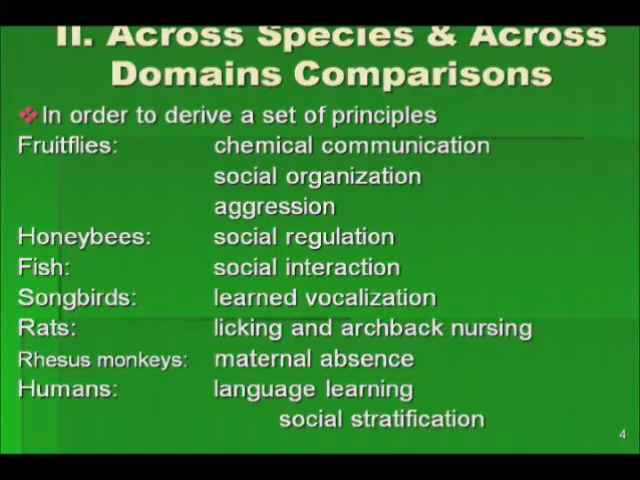 II. Across Species & Across
Domains Comparisons
In order to derive a set of principles
Fruitflies: chemical communication
social organization
aggression
Honeybees: social regulation
Fish: social interaction
Songbirds: learned vocalization
Rats: licking and archback nursing
Rhesus monkeys: maternal absence
Humans: language learning
social stratification
4